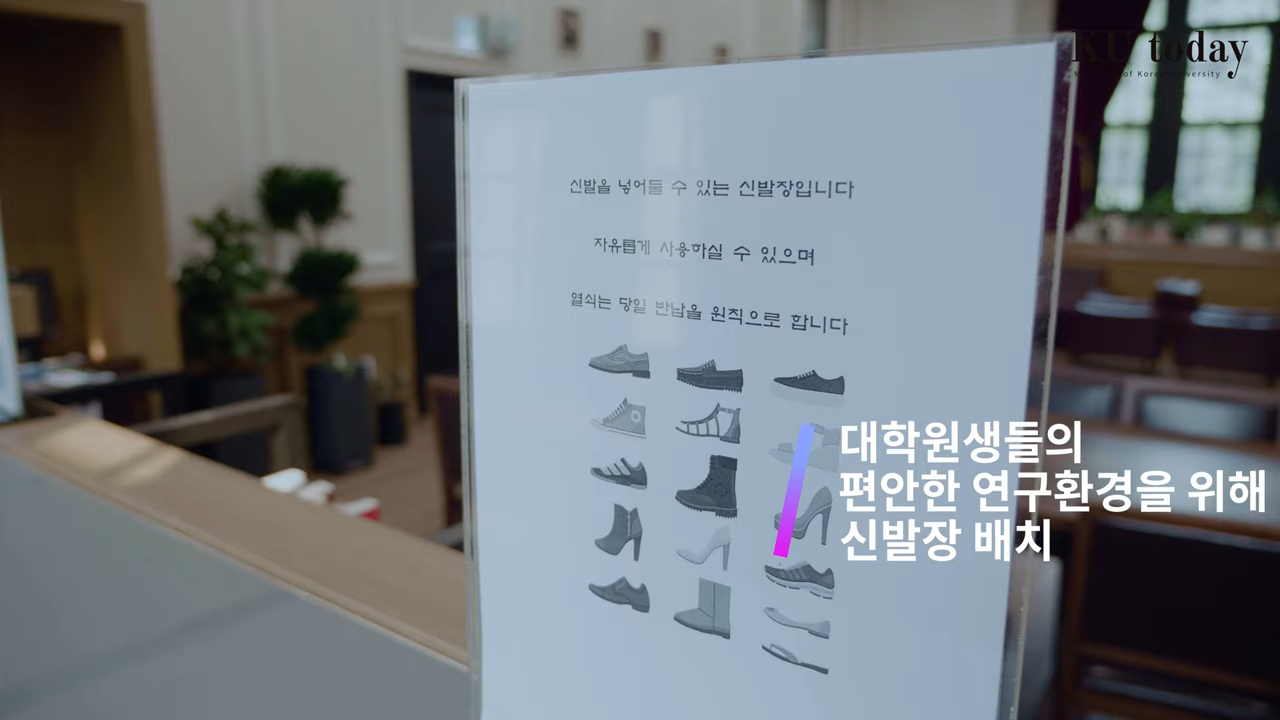 KU today
신발을 넣어둘 수 있는 신발장입니다
자유롭게 사용하실 수 있으며
열쇠는 당일 반납을 원칙으로 합니다
대학원생들의
편안한 연구환경을 위해
신발장 배치